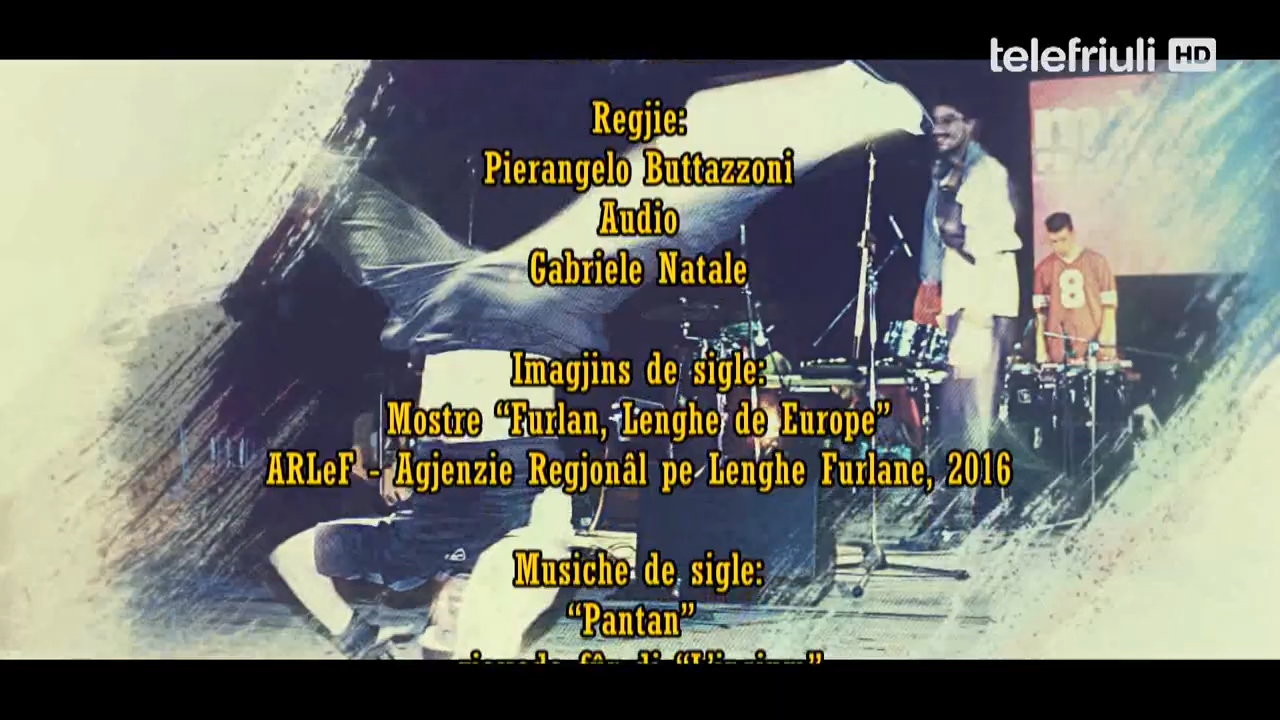 telefriuli HD
Regjie:
Pierangelo Buttazzoni
Audio
Gabriele Natale
Imagjins de sigle:
Mostre “Furlan, Lenghe de Europe”
ARLeF - Agjenzie Regjonâl pe Lenghe Furlane, 2016
Musiche de sigle:
“Pantan”
8